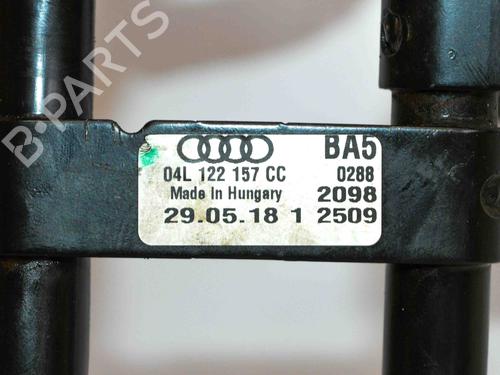 B-PARTS
BA5
04L 122 157 CC 0288
Made in Hungary 2098
29.05.18 1 2509